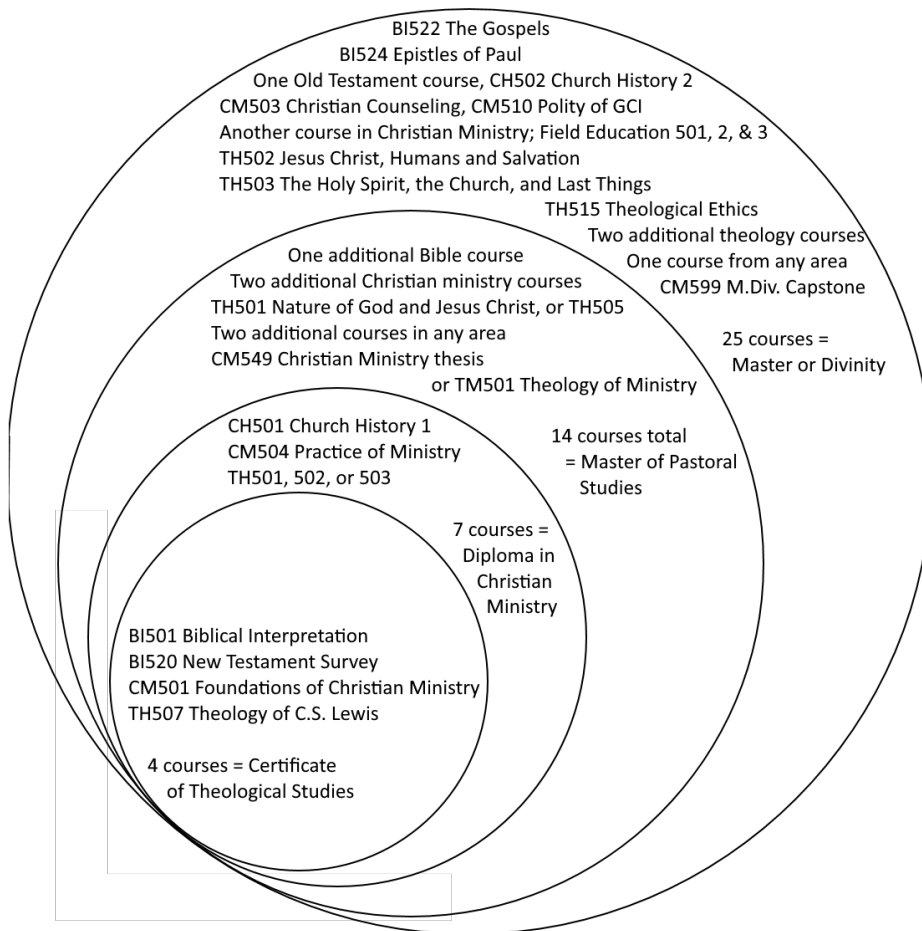 BI522 The Gospels
BI524 Epistles of Paul
One Old Testament course, CH502 Church History 2
CM503 Christian Counseling, CM510 Polity of GCI
Another course in Christian Ministry; Field Education 501, 2, & 3
TH502 Jesus Christ, Humans and Salvation
TH503 The Holy Spirit, the Church, and Last Things
TH515 Theological Ethics
Two additional theology courses
One course from any area
CM599 M.Div. Capstone
25 courses =
Master or Divinity
One additional Bible course
Two additional Christian ministry courses
TH501 Nature of God and Jesus Christ, or TH505
Two additional courses in any area
CM549 Christian Ministry thesis
or TM501 Theology of Ministry
14 courses total
= Master of Pastoral
Studies
CH501 Church History 1
CM504 Practice of Ministry
TH501, 502, or 503
7 courses =
Diploma in
Christian
Ministry
BI501 Biblical Interpretation
BI520 New Testament Survey
CM501 Foundations of Christian Ministry
TH507 Theology of C.S. Lewis
4 courses = Certificate
of Theological Studies